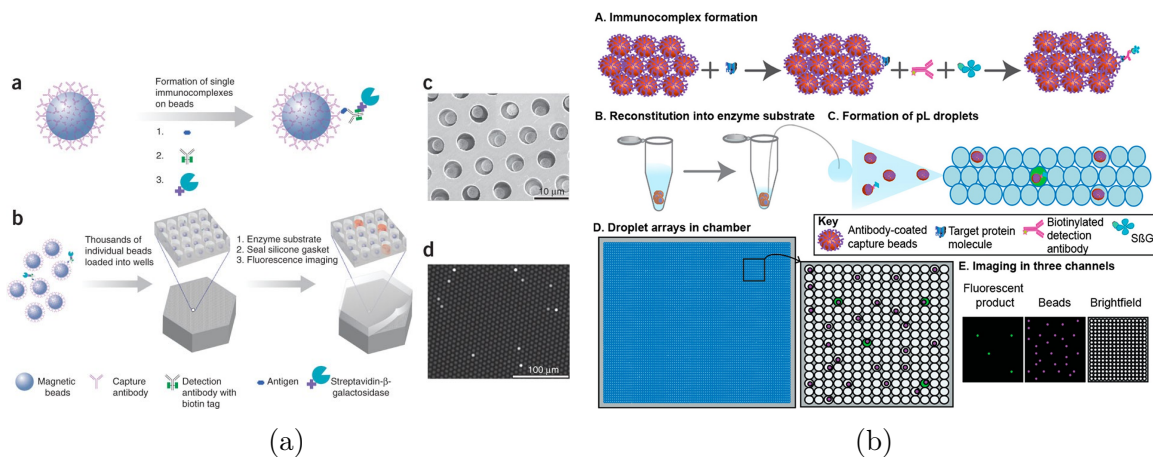 a
Formation of single
immunocomplexes
on beads
1.
2.
3.
b
Thousands of
individual beads
loaded into wells
1. Enzyme substrate
2. Seal silicone gasket
3. Fluorescence imaging
Magnetic
beads
Capture
antibody
Detection
antibody with
biotin tag
Antigen
Streptavidin-β-
galactosidase
c
10 μm
d
100 μm
(a)
A. Immunocomplex formation
B. Reconstitution into enzyme substrate
C. Formation of pL droplets
Key
Antibody-coated
capture beads
Target protein
molecule
Biotinylated
detection
antibody
SßG
D. Droplet arrays in chamber
E. Imaging in three channels
Fluorescent
product
Beads
Brightfield
(b)